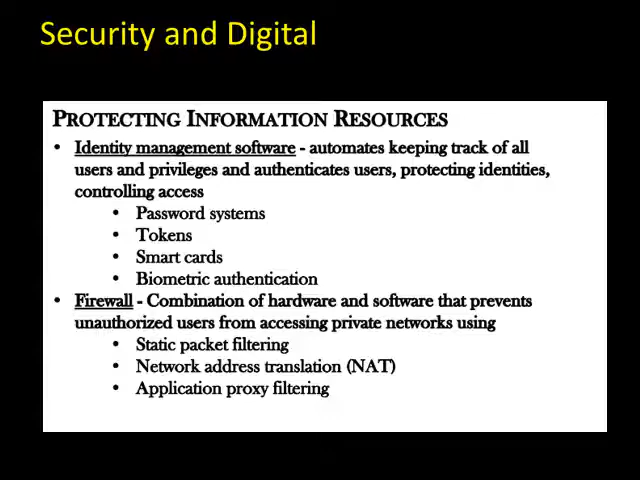 Security and Digital
PROTECTING INFORMATION RESOURCES
• Identity management software - automates keeping track of all
users and privileges and authenticates users, protecting identities,
controlling access
• Password systems
• Tokens
• Smart cards
• Biometric authentication
• Firewall - Combination of hardware and software that prevents
unauthorized users from accessing private networks using
• Static packet filtering
• Network address translation (NAT)
• Application proxy filtering